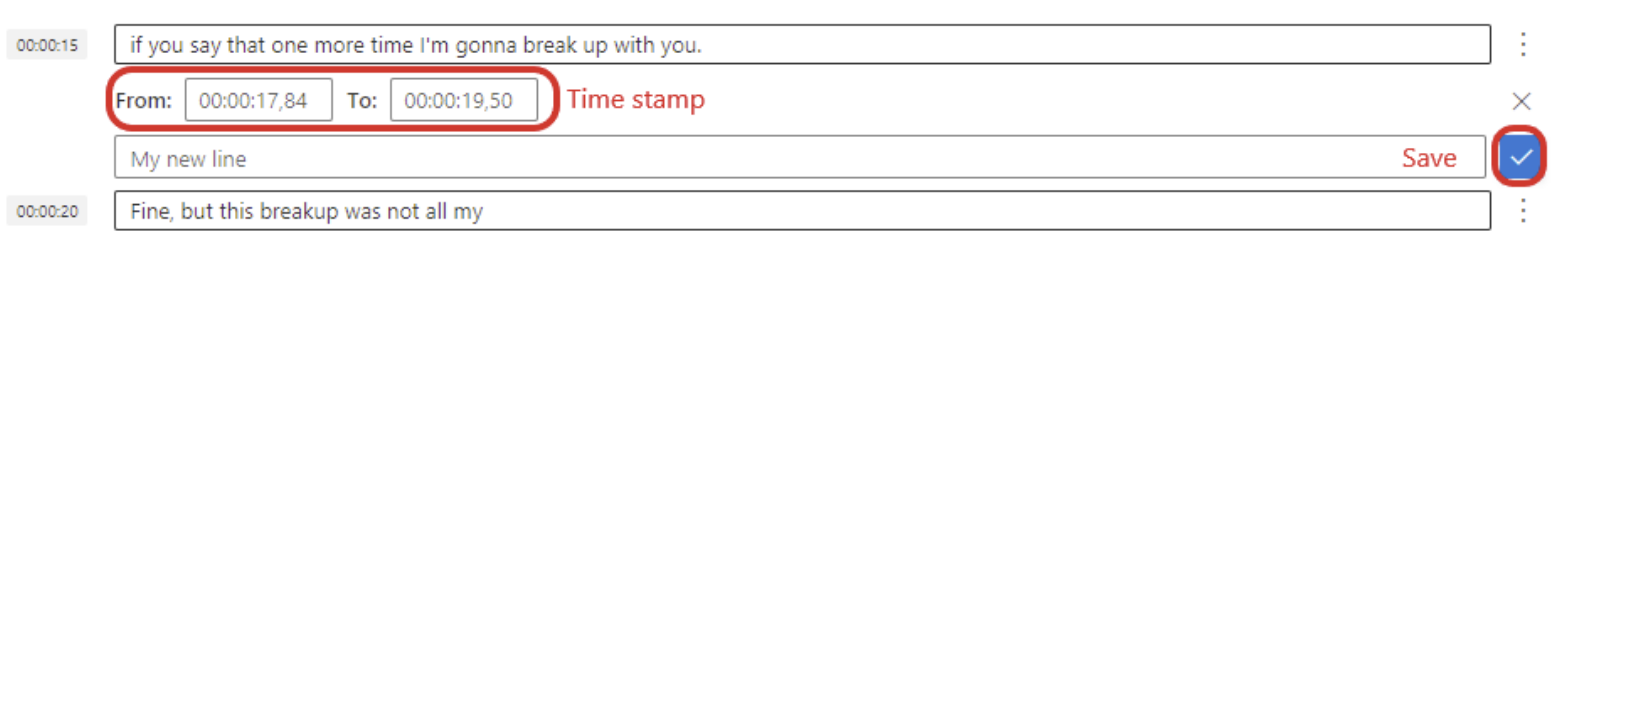 00:00:15 if you say that one more time I'm gonna break up with you.
From: 00:00:17,84 To: 00:00:19,50 Time stamp
My new line Save
00:00:20 Fine, but this breakup was not all my